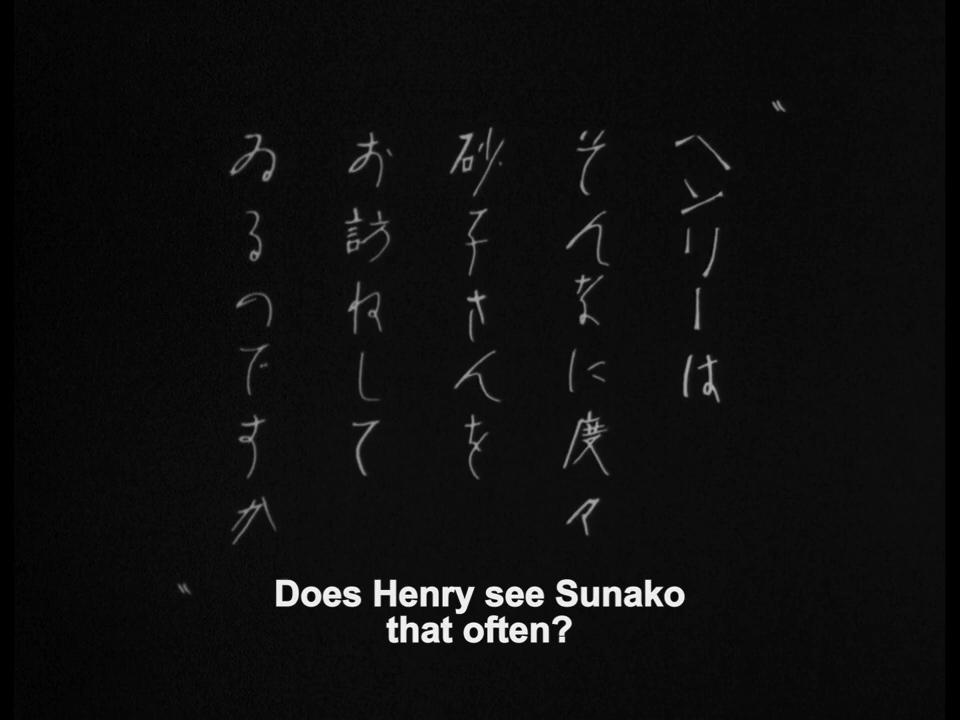 〝ヘンリーは
そんなに度々
砂子さんを
お訪ねして
ゐるのですか〟
Does Henry see Sunako
that often?